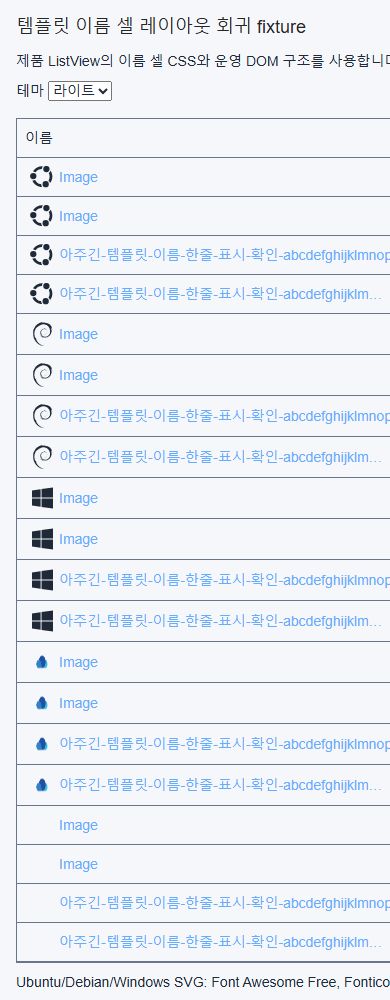 템플릿 이름 셀 레이아웃 회귀 fixture
제품 ListView의 이름 셀 CSS와 운영 DOM 구조를 사용합니다
테마 라이트
이름
Image
Image
아주긴-템플릿-이름-한줄-표시-확인-abcdefghijklmnop
아주긴-템플릿-이름-한줄-표시-확인-abcdefghijklm...
Image
Image
아주긴-템플릿-이름-한줄-표시-확인-abcdefghijklmnop
아주긴-템플릿-이름-한줄-표시-확인-abcdefghijklm...
Image
Image
아주긴-템플릿-이름-한줄-표시-확인-abcdefghijklmnop
아주긴-템플릿-이름-한줄-표시-확인-abcdefghijklm...
Image
Image
아주긴-템플릿-이름-한줄-표시-확인-abcdefghijklmnop
아주긴-템플릿-이름-한줄-표시-확인-abcdefghijklm...
Image
Image
아주긴-템플릿-이름-한줄-표시-확인-abcdefghijklmnop
아주긴-템플릿-이름-한줄-표시-확인-abcdefghijklm...
Ubuntu/Debian/Windows SVG: Font Awesome Free, Fontico